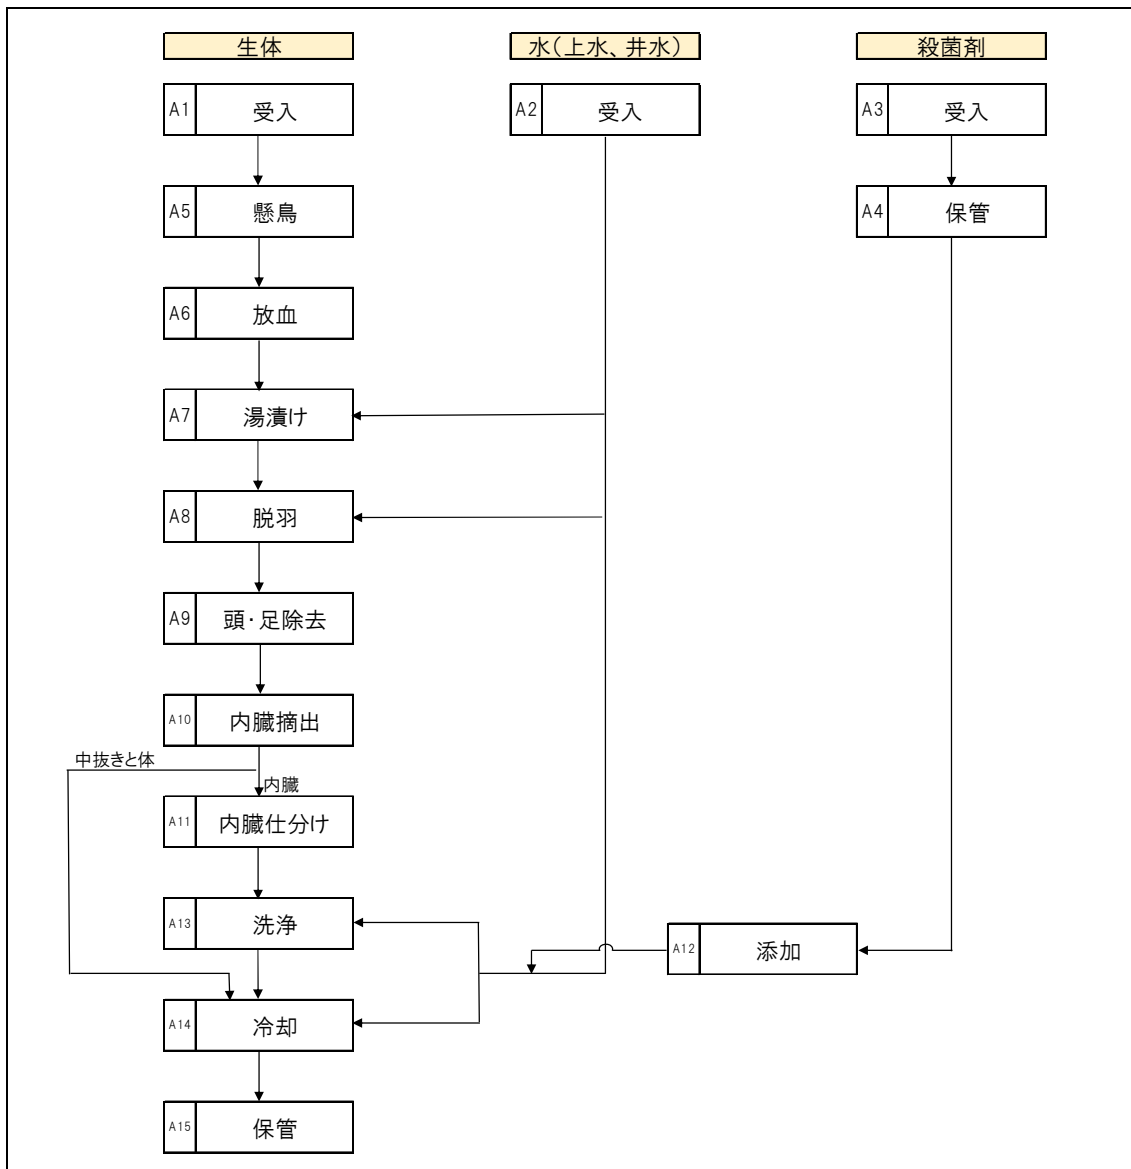 生体
水（上水、井水）
殺菌剤
A1 受入
A2 受入
A3 受入
A5 懸鳥
A4 保管
A6 放血
A7 湯漬け
A8 脱羽
A9 頭・足除去
A10 内臓摘出
中抜きと体
内臓
A11 内臓仕分け
A13 洗浄
A12 添加
A14 冷却
A15 保管